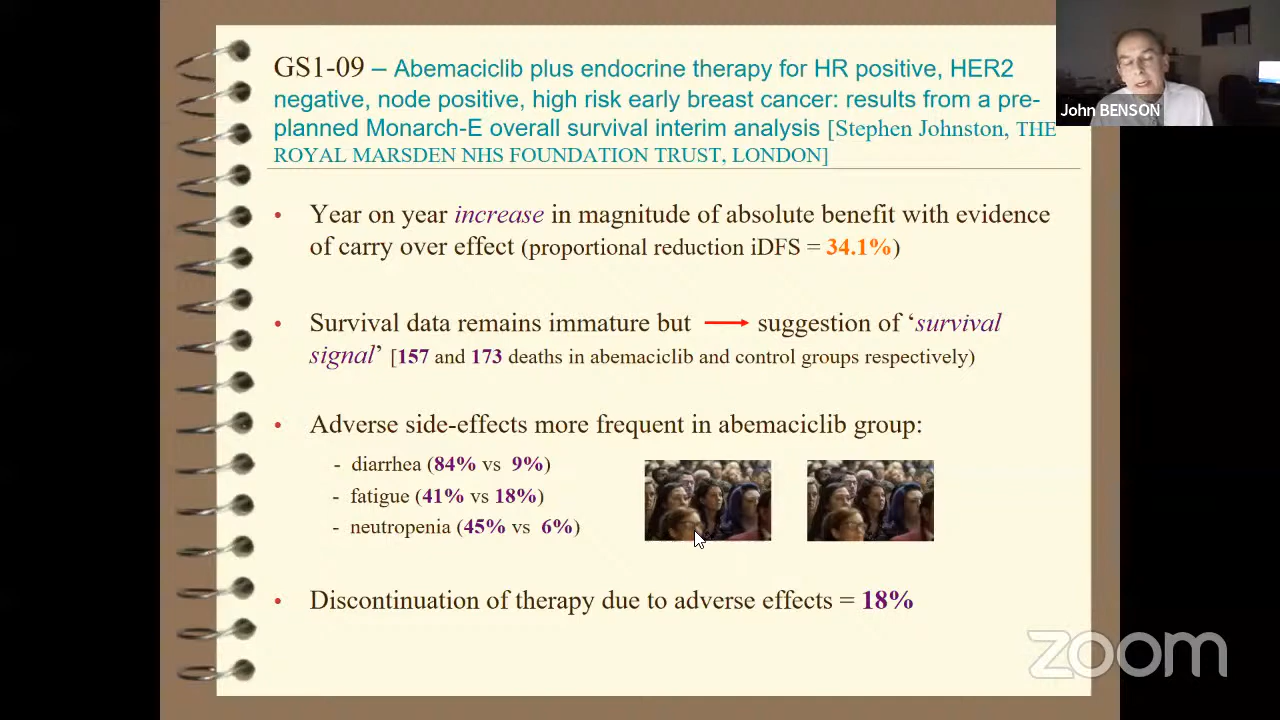 GS1-09 – Abemaciclib plus endocrine therapy for HR positive, HER2
negative, node positive, high risk early breast cancer: results from a pre-
planned Monarch-E overall survival interim analysis [Stephen Johnston, THE
ROYAL MARSDEN NHS FOUNDATION TRUST, LONDON]
John BENSON
• Year on year increase in magnitude of absolute benefit with evidence
of carry over effect (proportional reduction iDFS = 34.1%)
• Survival data remains immature but → suggestion of ‘survival
signal’ [157 and 173 deaths in abemaciclib and control groups respectively)
• Adverse side-effects more frequent in abemaciclib group:
- diarrhea (84% vs 9%)
- fatigue (41% vs 18%)
- neutropenia (45% vs 6%)
• Discontinuation of therapy due to adverse effects = 18%
zoom